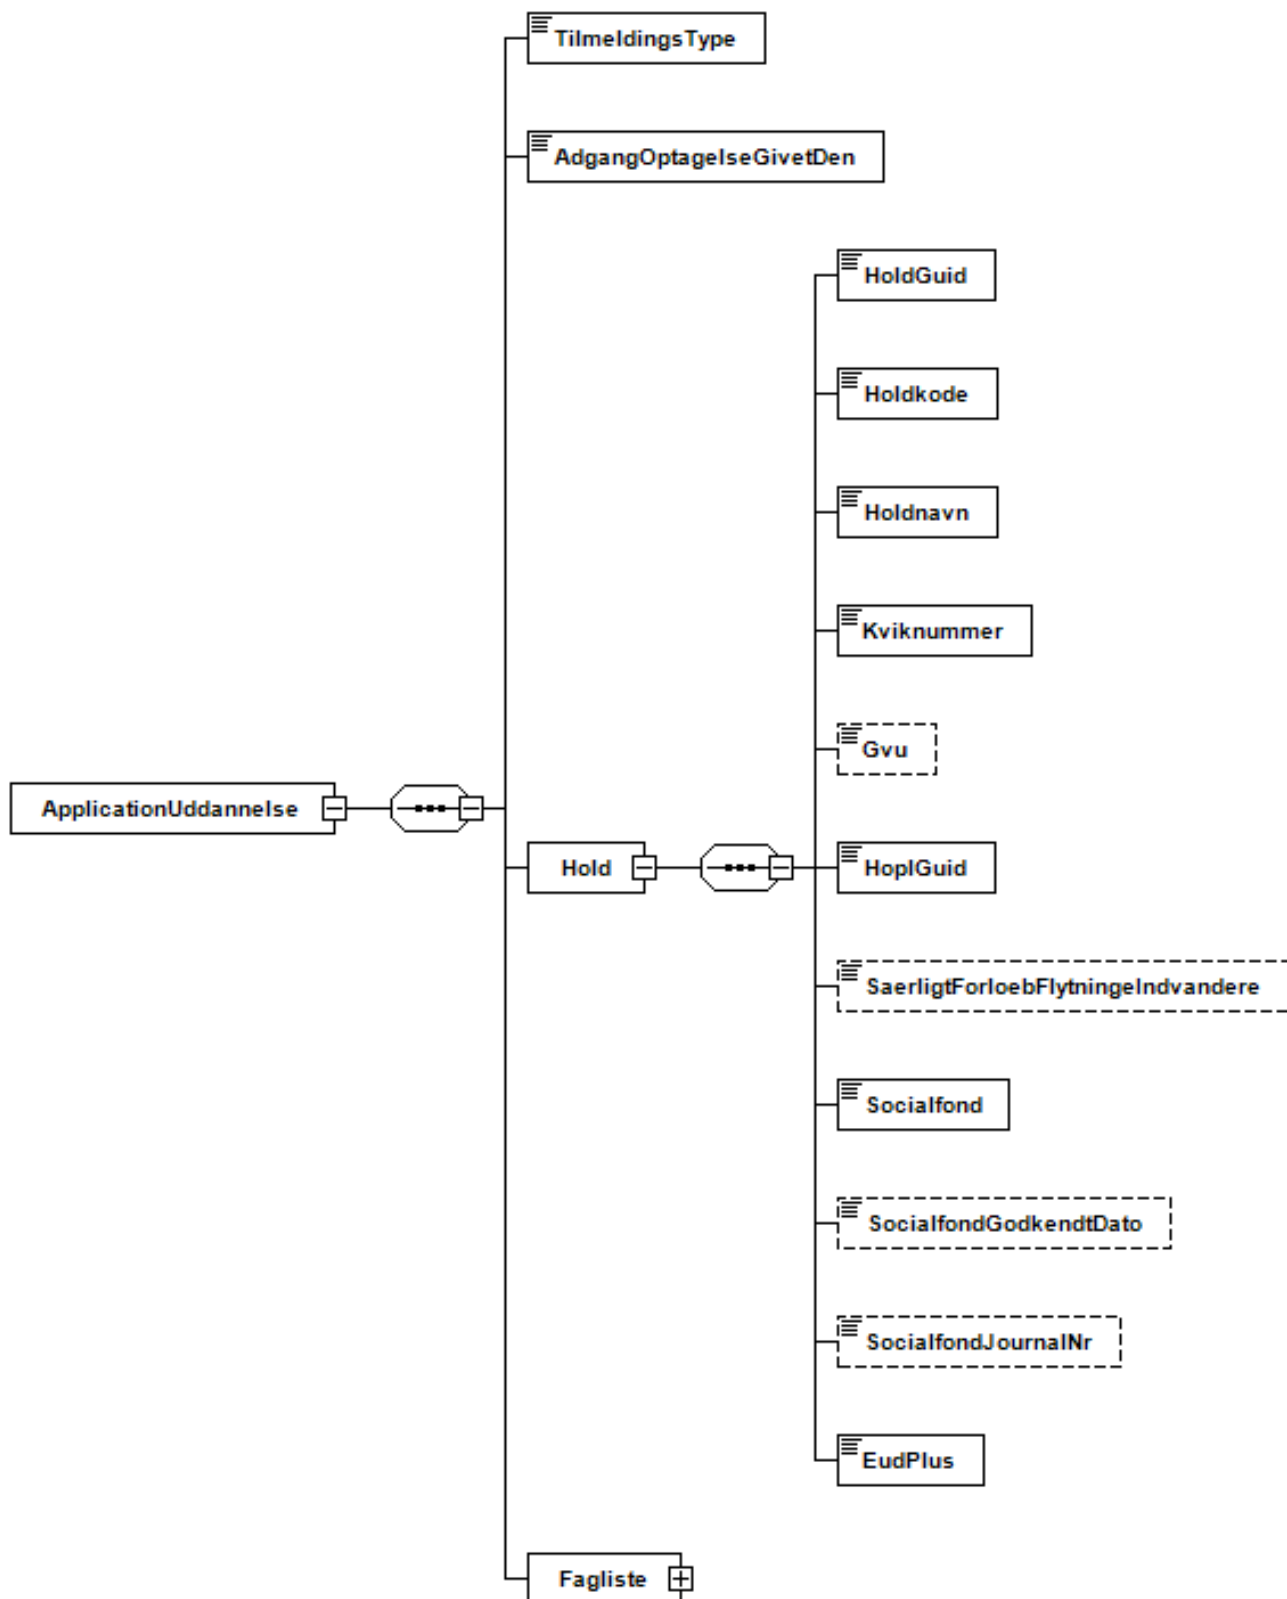 TilmeldingsType
AdgangOptagelseGivetDen
HoldGuid
Holdkode
Holdnavn
Kviknummer
Gvu
ApplicationUddannelse
Hold
HoplGuid
SaerligtForloebFlytningeIndvandere
Socialfond
SocialfondGodkendtDato
SocialfondJournalNr
EudPlus
Fagliste